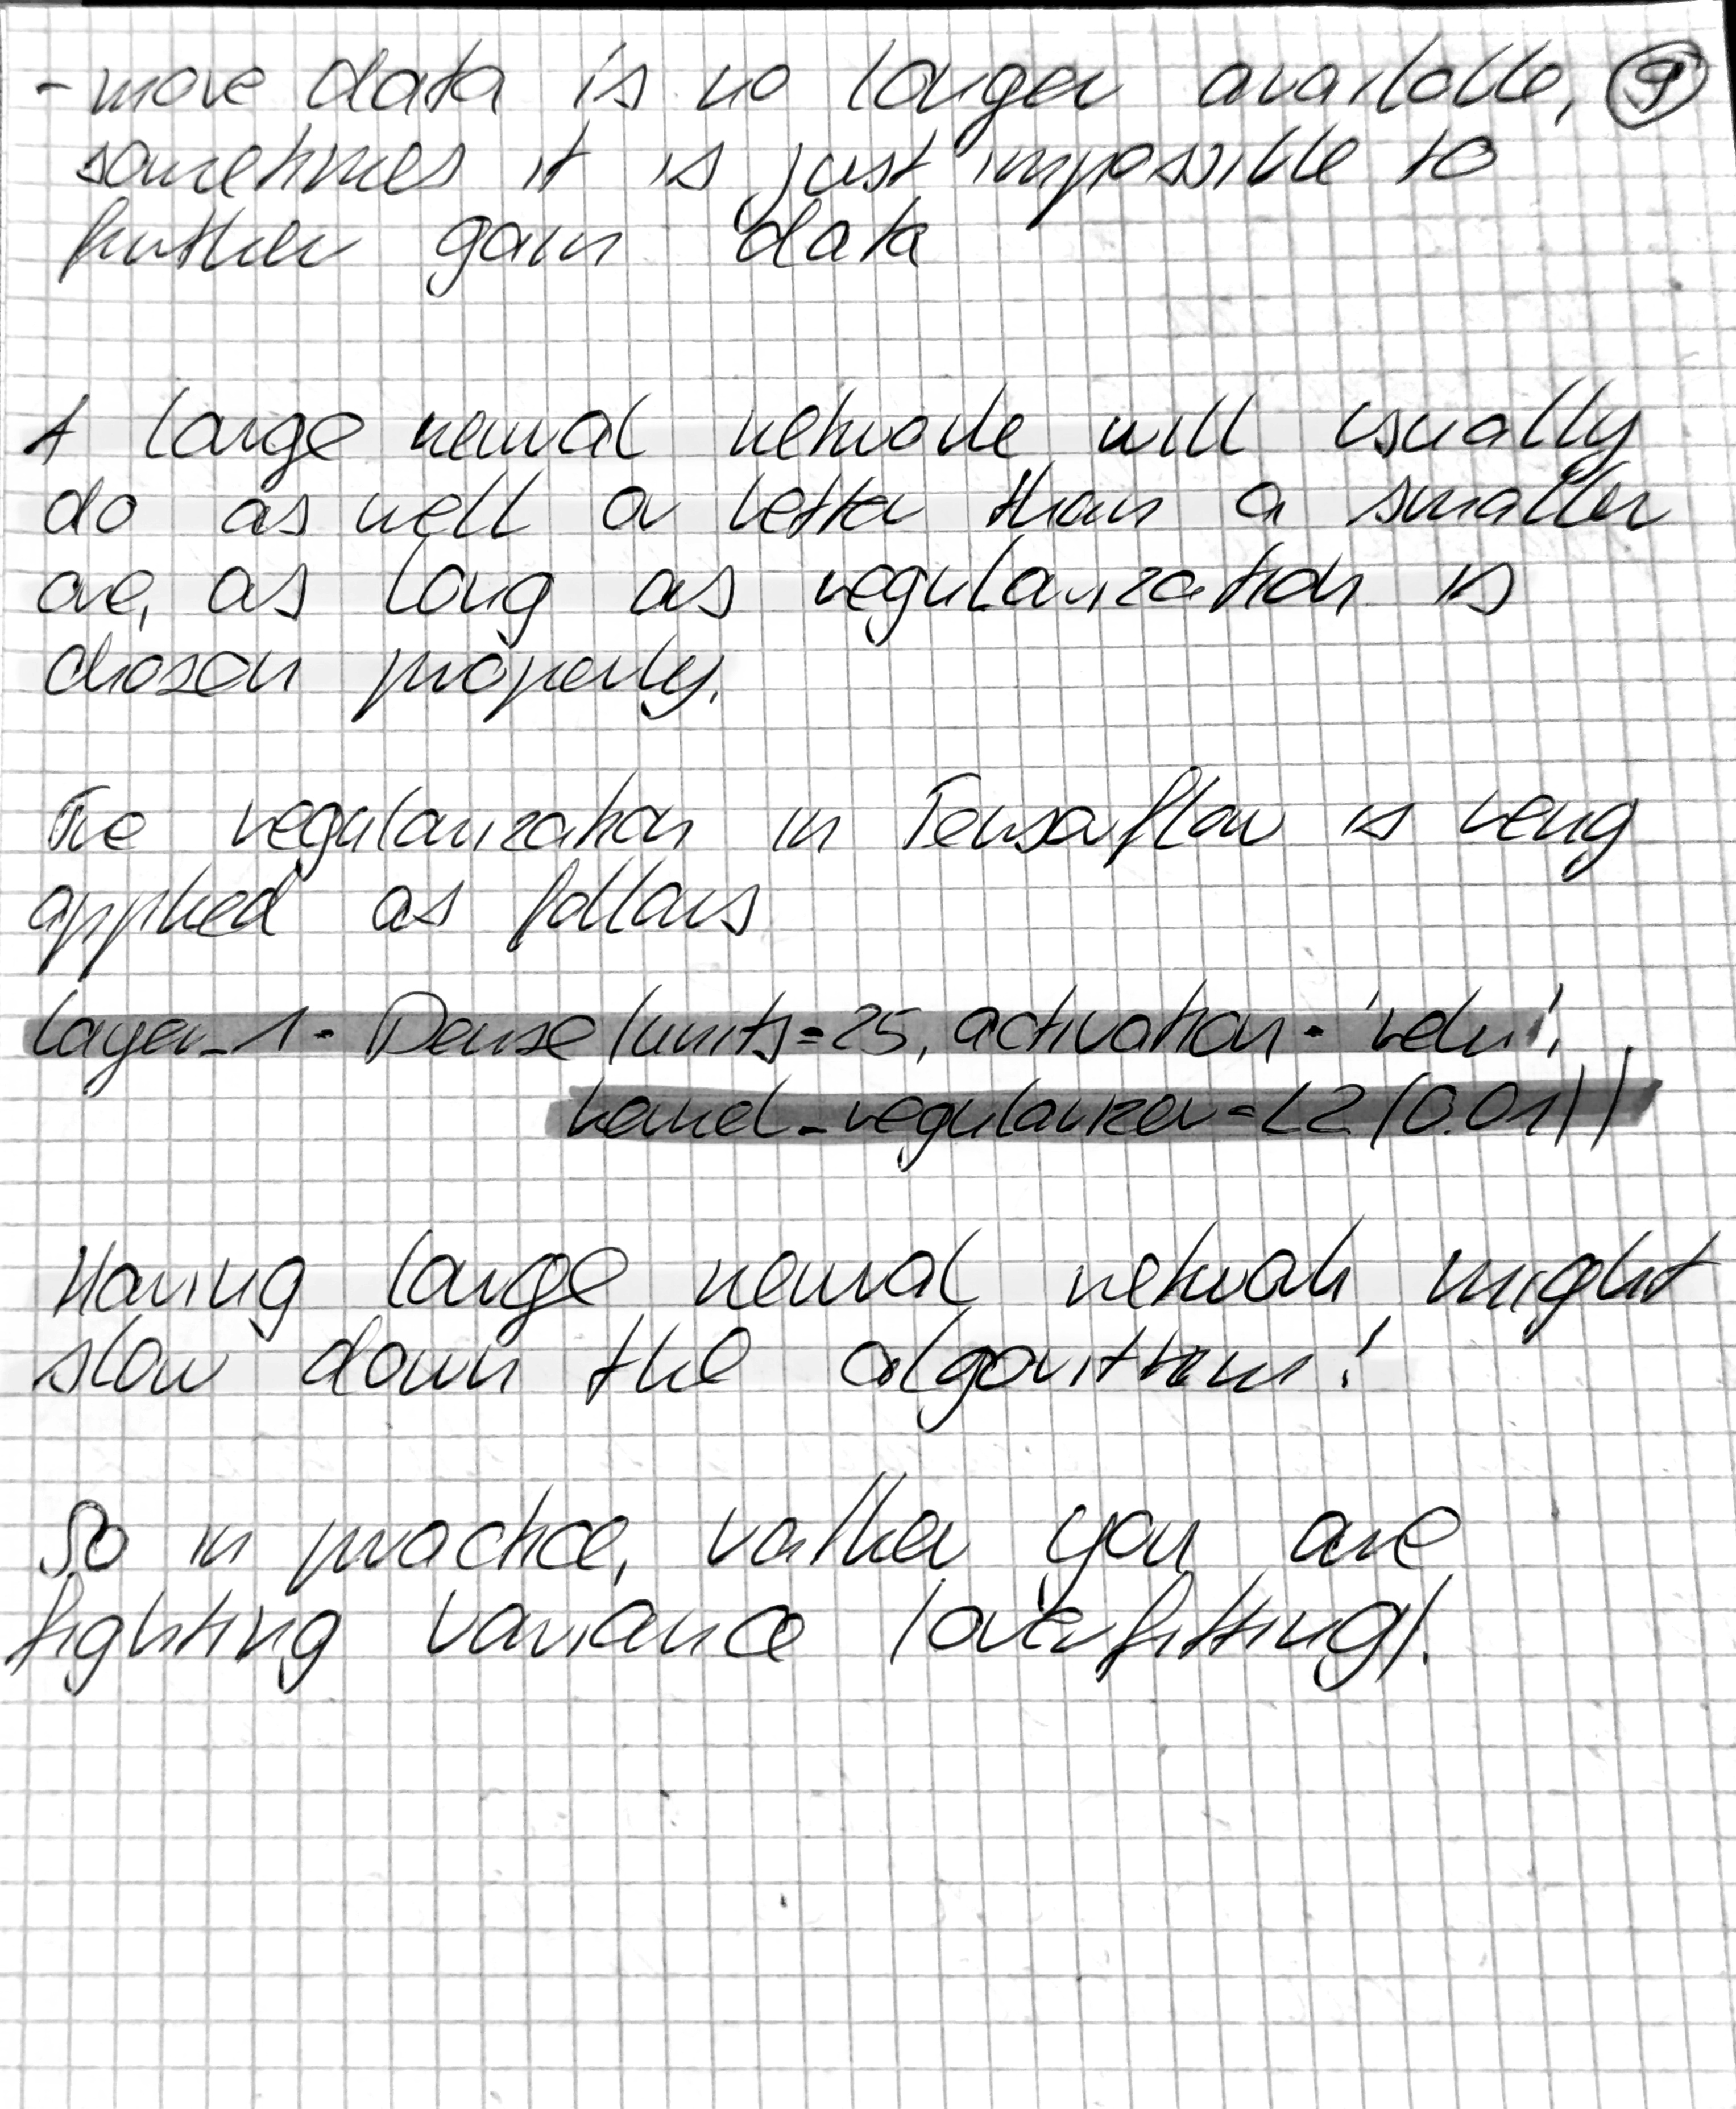 - more data is no longer available, 9
sometimes it is just impossible to
further gain data
A large neural network will usually
do as well or better than a smaller
one, as long as regularization is
chosen properly.
The regularization in Tensorflow is being
applied as follows
layer_1 = Dense(units=25, activation='relu',
kernel_regularizer=L2(0.01))
Having large neural network might
slow down the algorithm!
So in practice, rather you are
fighting variance (overfitting).